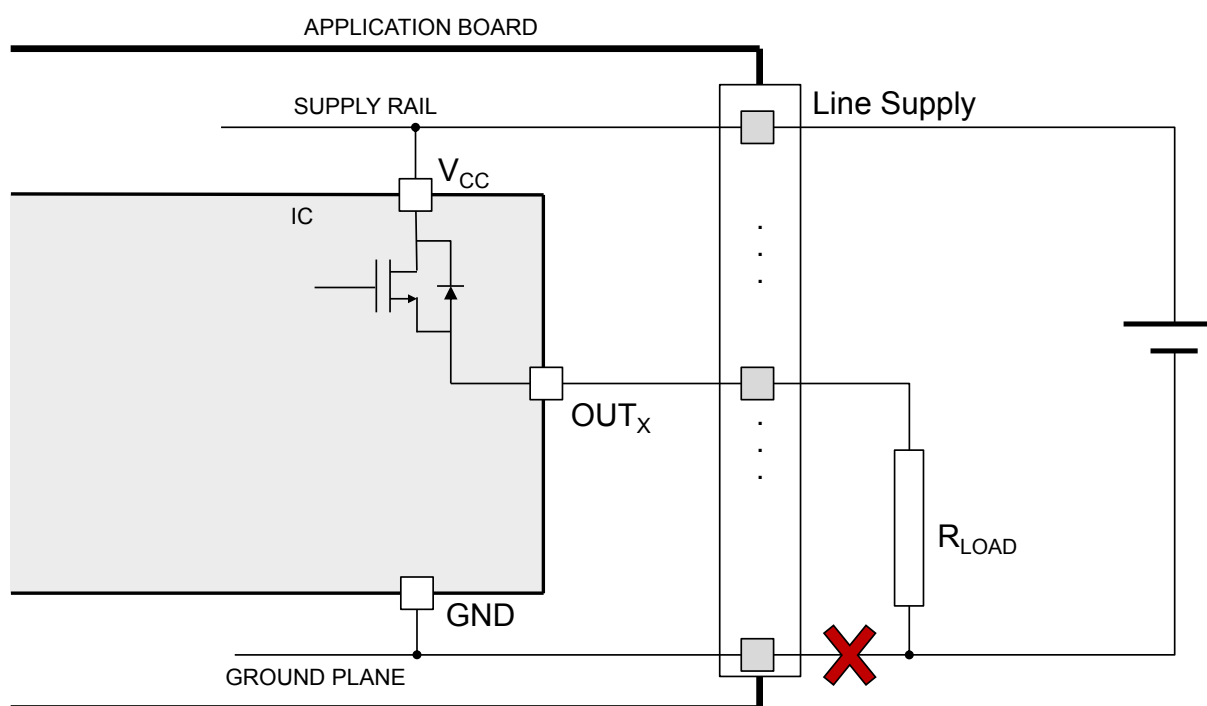 APPLICATION BOARD
SUPPLY RAIL
Line Supply
VCC
IC
OUTX
RLOAD
GND
GROUND PLANE